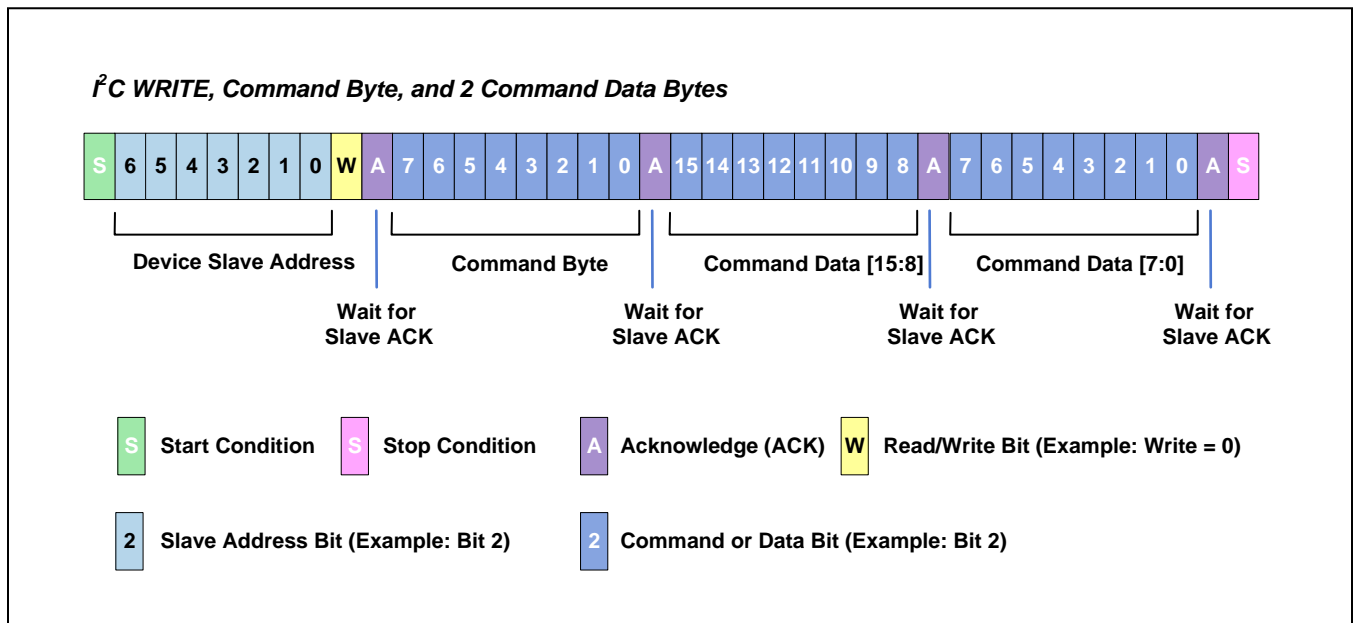 I²C WRITE, Command Byte, and 2 Command Data Bytes
S 6 5 4 3 2 1 0 W A 7 6 5 4 3 2 1 0 A 15 14 13 12 11 10 9 8 A 7 6 5 4 3 2 1 0 A S
Device Slave Address Command Byte Command Data [15:8] Command Data [7:0]
Wait for Wait for Wait for Wait for
Slave ACK Slave ACK Slave ACK Slave ACK
S Start Condition S Stop Condition A Acknowledge (ACK) W Read/Write Bit (Example: Write = 0)
2 Slave Address Bit (Example: Bit 2) 2 Command or Data Bit (Example: Bit 2)